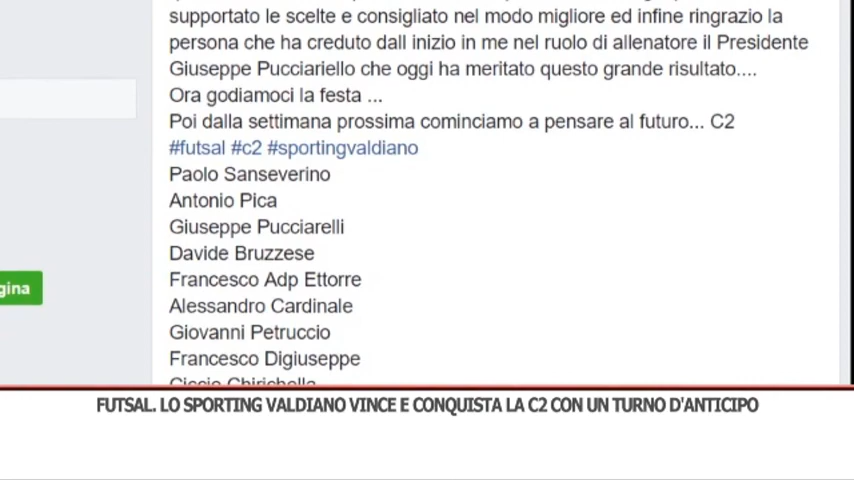 supportato le scelte e consigliato nel modo migliore ed infine ringrazio la
persona che ha creduto dall inizio in me nel ruolo di allenatore il Presidente
Giuseppe Pucciariello che oggi ha meritato questo grande risultato....
Ora godiamoci la festa ...
Poi dalla settimana prossima cominciamo a pensare al futuro... C2
#futsal #c2 #sportingvaldiano
Paolo Sanseverino
Antonio Pica
Giuseppe Pucciarelli
Davide Bruzzese
Francesco Adp Ettorre
gina
Alessandro Cardinale
Giovanni Petruccio
Francesco Digiuseppe
Ciccio Chirichella
FUTSAL. LO SPORTING VALDIANO VINCE E CONQUISTA LA C2 CON UN TURNO D'ANTICIPO